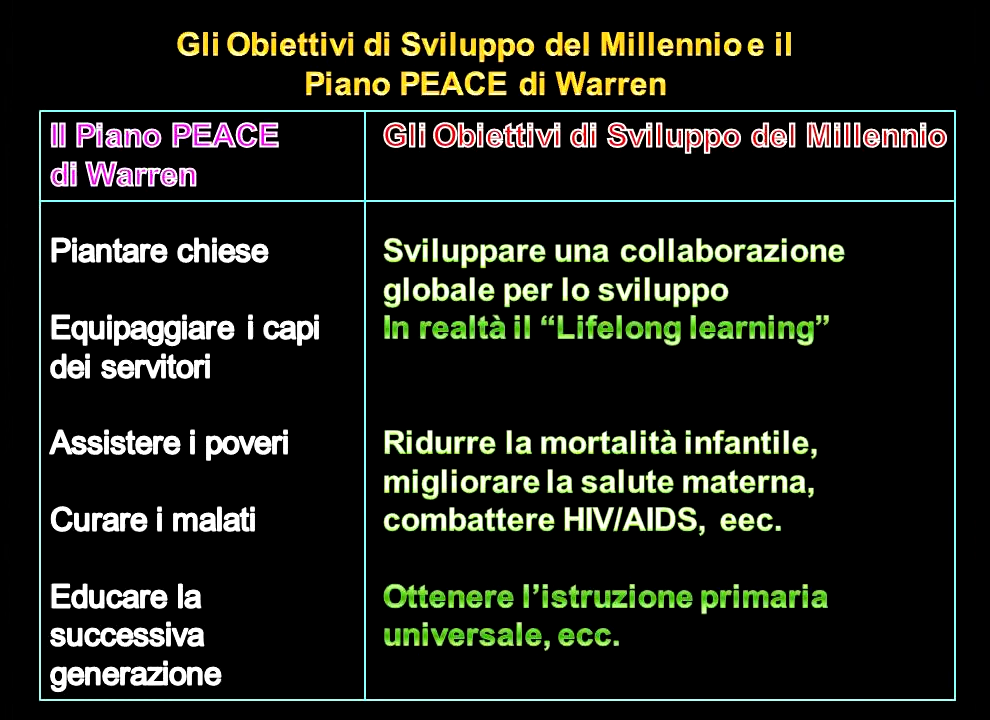 Gli Obiettivi di Sviluppo del Millennio e il
Piano PEACE di Warren
Il Piano PEACE
di Warren
Gli Obiettivi di Sviluppo del Millennio
Piantare chiese
Equipaggiare i capi
dei servitori
Assistere i poveri
Curare i malati
Educare la
successiva
generazione
Sviluppare una collaborazione
globale per lo sviluppo
In realtà il “Lifelong learning”
Ridurre la mortalità infantile,
migliorare la salute materna,
combattere HIV/AIDS, eec.
Ottenere l’istruzione primaria
universale, ecc.